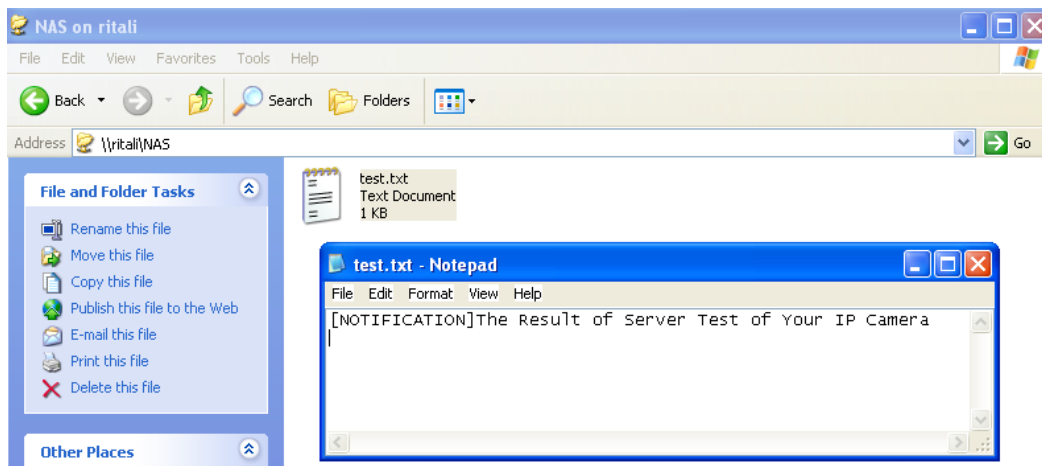 NAS on ritali
File Edit View Favorites Tools Help
Back Search Folders
Address \\ritali\NAS Go
File and Folder Tasks
Rename this file
Move this file
Copy this file
Publish this file to the Web
E-mail this file
Print this file
Delete this file
Other Places
test.txt
Text Document
1 KB
test.txt - Notepad
File Edit Format View Help
[NOTIFICATION]The Result of Server Test of Your IP Camera